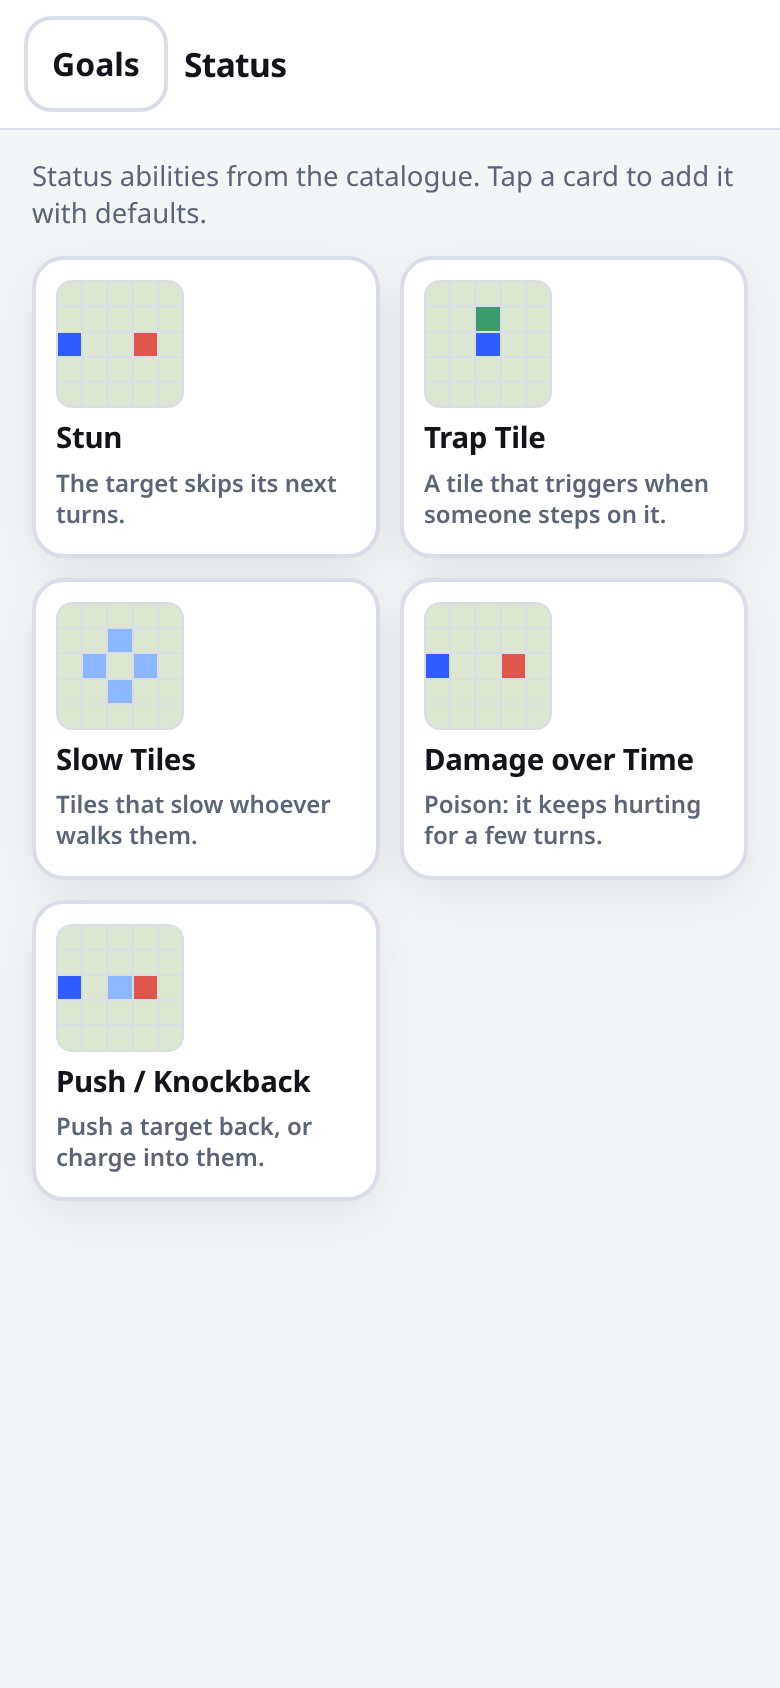 Goals
Status
Status abilities from the catalogue. Tap a card to add it
with defaults.
Stun
The target skips its next
turns.
Trap Tile
A tile that triggers when
someone steps on it.
Slow Tiles
Tiles that slow whoever
walks them.
Damage over Time
Poison: it keeps hurting
for a few turns.
Push / Knockback
Push a target back, or
charge into them.